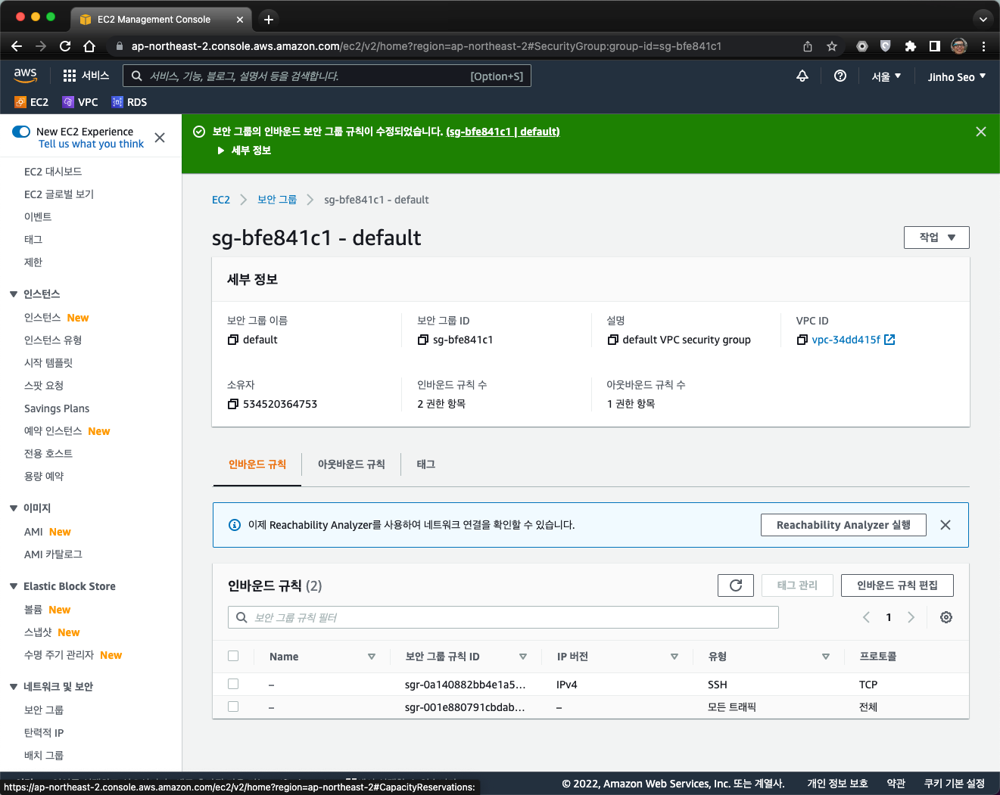 EC2 Management Console
ap-northeast-2.console.aws.amazon.com/ec2/v2/home?region=ap-northeast-2#SecurityGroup:group-id=sg-bfe841c1
aws
서비스
서비스, 기능, 블로그, 설명서 등을 검색합니다.
[Option+S]
서울
Jinho Seo
EC2
VPC
RDS
New EC2 Experience
Tell us what you think
EC2 대시보드
EC2 글로벌 보기
이벤트
태그
제한
인스턴스
인스턴스 New
인스턴스 유형
시작 템플릿
스팟 요청
Savings Plans
예약 인스턴스 New
전용 호스트
용량 예약
이미지
AMI New
AMI 카탈로그
Elastic Block Store
볼륨 New
스냅샷 New
수명 주기 관리자 New
네트워크 및 보안
보안 그룹
탄력적 IP
배치 그룹
보안 그룹의 인바운드 보안 그룹 규칙이 수정되었습니다. (sg-bfe841c1 | default)
세부 정보
EC2
보안 그룹
sg-bfe841c1 - default
sg-bfe841c1 - default
작업
세부 정보
보안 그룹 이름
default
보안 그룹 ID
sg-bfe841c1
설명
default VPC security group
VPC ID
vpc-34dd415f
소유자
534520364753
인바운드 규칙 수
2 권한 항목
아웃바운드 규칙 수
1 권한 항목
인바운드 규칙
아웃바운드 규칙
태그
이제 Reachability Analyzer를 사용하여 네트워크 연결을 확인할 수 있습니다.
Reachability Analyzer 실행
인바운드 규칙 (2)
태그 관리
인바운드 규칙 편집
보안 그룹 규칙 필터
1
Name
보안 그룹 규칙 ID
IP 버전
유형
프로토콜
–
sgr-0a140882bb4e1a5...
IPv4
SSH
TCP
–
sgr-001e880791cbdab...
–
모든 트래픽
전체
© 2022, Amazon Web Services, Inc. 또는 계열사.
개인 정보 보호
약관
쿠키 기본 설정
https://ap-northeast-2.console.aws.amazon.com/ec2/v2/home?region=ap-northeast-2#CapacityReservations: